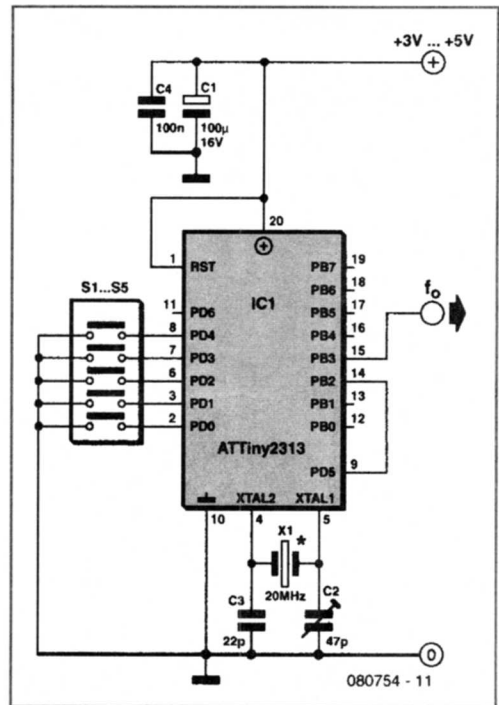 +3V ... +5V
C4
C1
100n
100µ
16V
20
1
RST
PB7
19
S1...S5
IC1
PB6
18
11
PD6
PB5
17
fo
8
PD4
PB4
16
7
PD3
PB3
15
6
PD2
PB2
14
3
PD1
PB1
13
2
PD0
PB0
12
ATTiny2313
PD5
9
XTAL2
XTAL1
10
4
5
X1
*
20MHz
C3
C2
22p
47p
0
080754 - 11